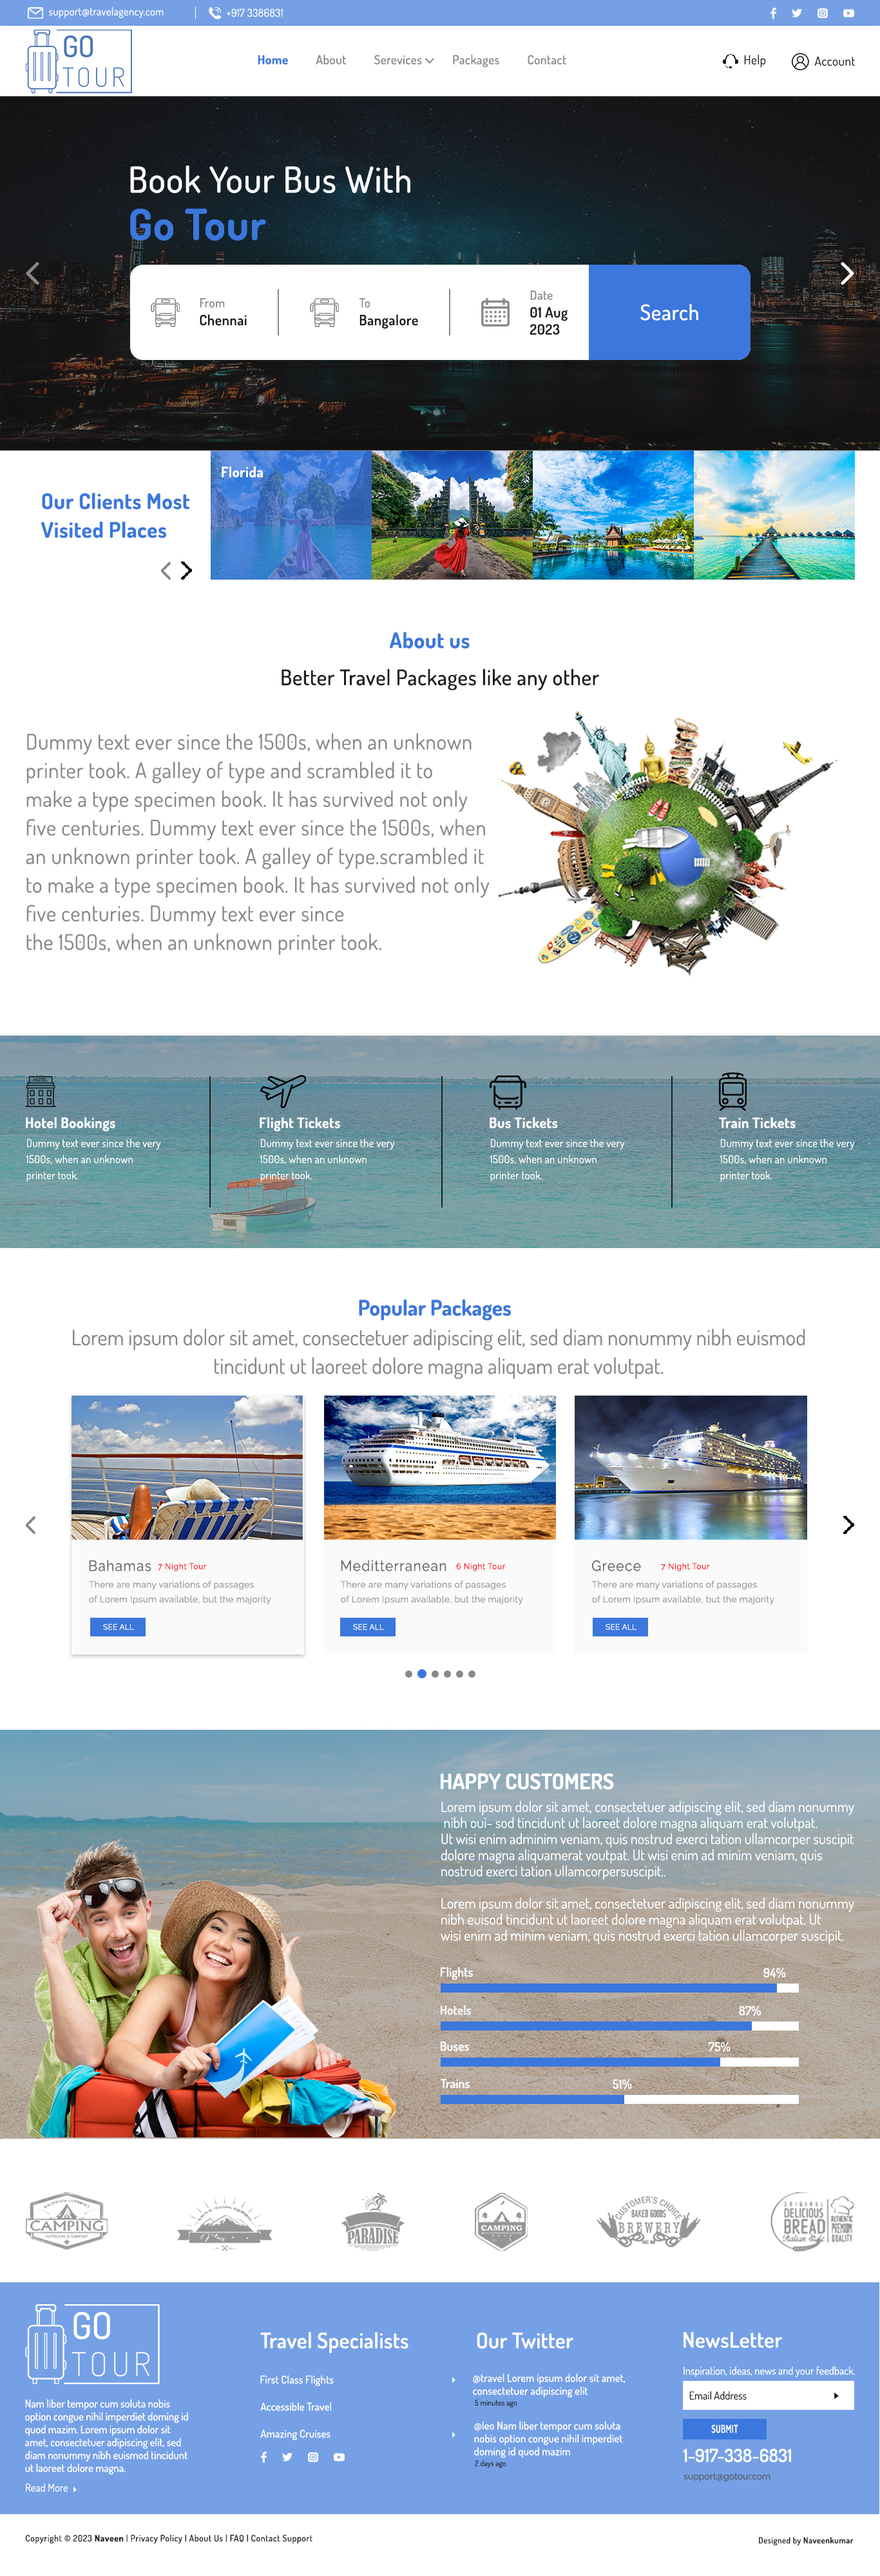 support@travelagency.com
+917 3386831
GO
TOUR
Home About Serevices Packages Contact
Help
Account
Book Your Bus With
Go Tour
From
Chennai
To
Bangalore
Date
01 Aug
2023
Search
Our Clients Most
Visited Places
Florida
About us
Better Travel Packages like any other
Dummy text ever since the 1500s, when an unknown
printer took. A galley of type and scrambled it to
make a type specimen book. It has survived not only
five centuries. Dummy text ever since the 1500s, when
an unknown printer took. A galley of type.scrambled it
to make a type specimen book. It has survived not only
five centuries. Dummy text ever since
the 1500s, when an unknown printer took.
Hotel Bookings
Dummy text ever since the very
1500s, when an unknown
printer took.
Flight Tickets
Dummy text ever since the very
1500s, when an unknown
printer took.
Bus Tickets
Dummy text ever since the very
1500s, when an unknown
printer took.
Train Tickets
Dummy text ever since the very
1500s, when an unknown
printer took.
Popular Packages
Lorem ipsum dolor sit amet, consectetuer adipiscing elit, sed diam nonummy nibh euismod
tincidunt ut laoreet dolore magna aliquam erat volutpat.
Bahamas 7 Night Tour
There are many variations of passages
of Lorem Ipsum available, but the majority
SEE ALL
Meditterranean 6 Night Tour
There are many variations of passages
of Lorem Ipsum available, but the majority
SEE ALL
Greece 7 Night Tour
There are many variations of passages
of Lorem Ipsum available, but the majority
SEE ALL
HAPPY CUSTOMERS
Lorem ipsum dolor sit amet, consectetuer adipiscing elit, sed diam nonummy
nibh oui- sod tincidunt ut laoreet dolore magna aliquam erat volutpat.
Ut wisi enim adminim veniam, quis nostrud exerci tation ullamcorper suscipit
dolore magna aliquamerat voutpat. Ut wisi enim ad minim veniam, quis
nostrud exerci tation ullamcorpersuscipit..
Lorem ipsum dolor sit amet, consectetuer adipiscing elit, sed diam nonummy
nibh euisod tincidunt ut laoreet dolore magna aliquam erat volutpat. Ut
wisi enim ad minim veniam, quis nostrud exerci tation ullamcorper suscipit.
Flights 94%
Hotels 87%
Buses 75%
Trains 51%
CAMPING
PARADISE
CAMPING
CUSTOMER'S CHOICE
BAKED GOODS
BREWERY
ORIGINAL
DELICIOUS
BREAD
Italian Style
AUTHENTIC
PREMIUM
QUALITY
GO
TOUR
Nam liber tempor cum soluta nobis
option congue nihil imperdiet doming id
quod mazim. Lorem ipsum dolor sit
amet, consectetuer adipiscing elit, sed
diam nonummy nibh euismod tincidunt
ut laoreet dolore magna.
Read More
Travel Specialists
First Class Flights
Accessible Travel
Amazing Cruises
Our Twitter
@travel Lorem ipsum dolor sit amet,
consectetuer adipiscing elit
5 minutes ago
@leo Nam liber tempor cum soluta
nobis option congue nihil imperdiet
doming id quod mazim
2 days ago
NewsLetter
Inspiration, ideas, news and your feedback.
Email Address
SUBMIT
1-917-338-6831
support@gotour.com
Copyright © 2023 Naveen | Privacy Policy | About Us | FAQ | Contact Support
Designed by Naveenkumar